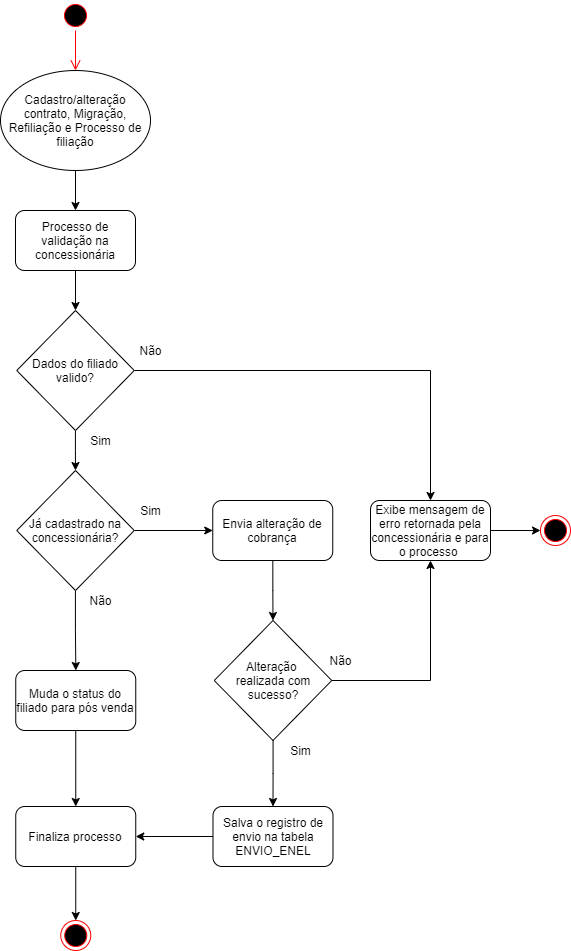 Cadastro/alteração
contrato, Migração,
Refiliação e Processo de
filiação
Processo de
validação na
concessionária
Dados do filiado
valido?
Não
Sim
Já cadastrado na
concessionária?
Sim
Não
Envia alteração de
cobrança
Exibe mensagem de
erro retornada pela
concessionária e para
o processo
Alteração
realizada com
sucesso?
Não
Sim
Muda o status do
filiado para pós venda
Salva o registro de
envio na tabela
ENVIO_ENEL
Finaliza processo